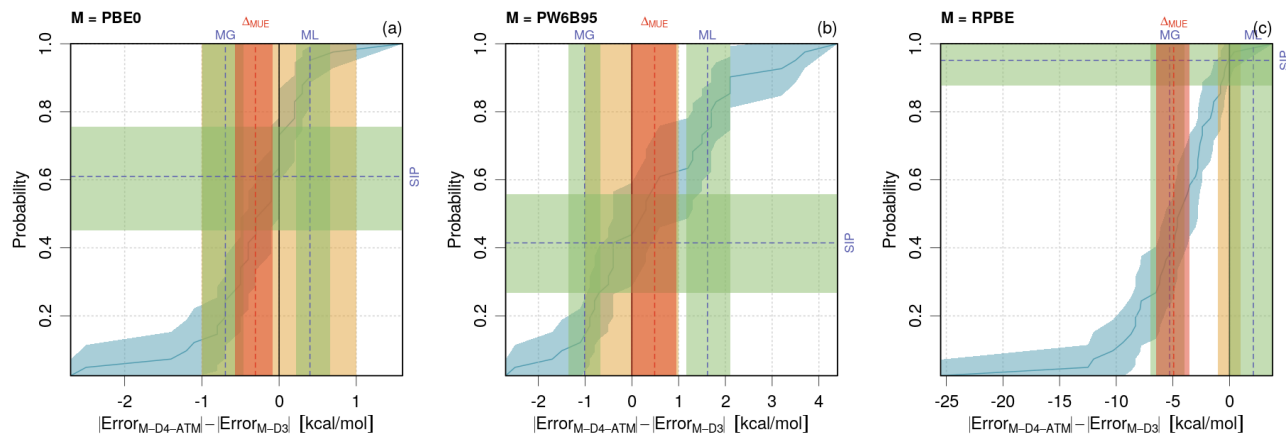 M = PBE0
Δ_MUE
(a)
MG
ML
1.0
0.8
0.6
0.4
0.2
Probability
SIP
-2
-1
0
1
|Error_M−D4−ATM|−|Error_M−D3| [kcal/mol]
M = PW6B95
Δ_MUE
(b)
MG
ML
1.0
0.8
0.6
0.4
0.2
Probability
SIP
-2
-1
0
1
2
3
4
|Error_M−D4−ATM|−|Error_M−D3| [kcal/mol]
M = RPBE
Δ_MUE
(c)
MG
ML
1.0
0.8
0.6
0.4
0.2
Probability
SIP
-25
-20
-15
-10
-5
0
|Error_M−D4−ATM|−|Error_M−D3| [kcal/mol]